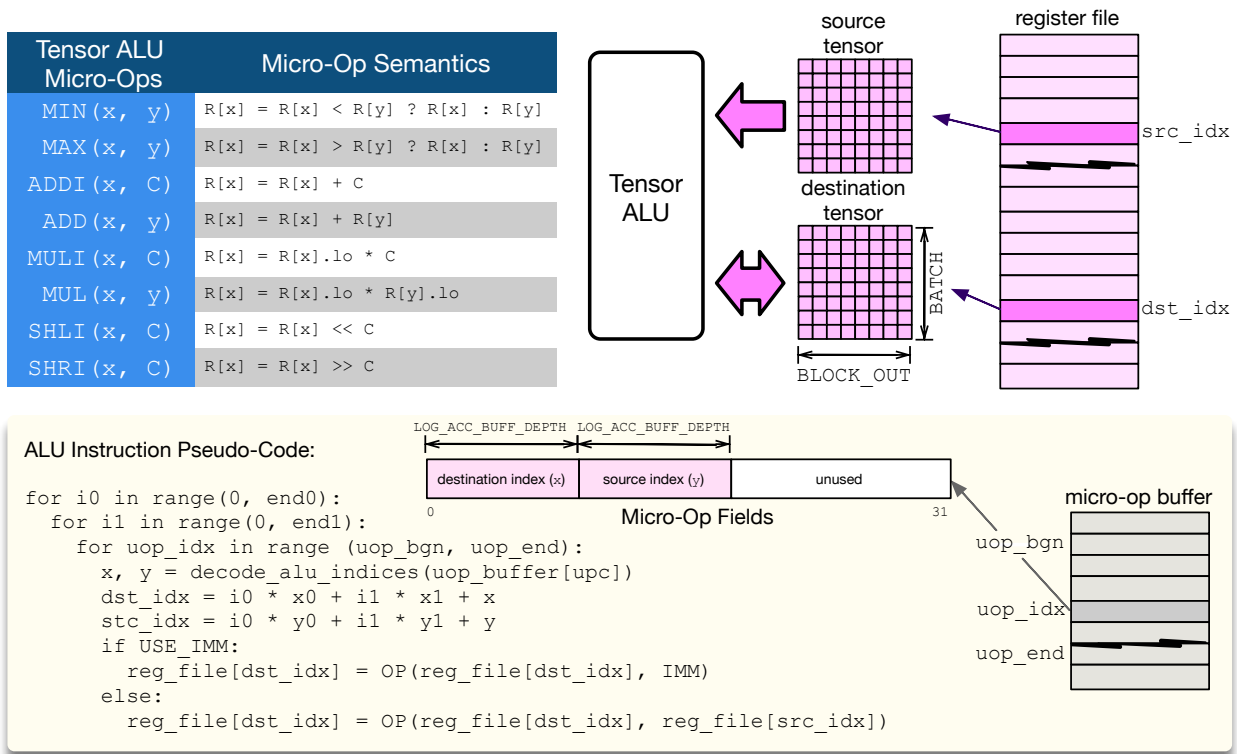 Tensor ALU
Micro-Ops
Micro-Op Semantics
MIN(x, y)
R[x] = R[x] < R[y] ? R[x] : R[y]
MAX(x, y)
R[x] = R[x] > R[y] ? R[x] : R[y]
ADDI(x, C)
R[x] = R[x] + C
ADD(x, y)
R[x] = R[x] + R[y]
MULI(x, C)
R[x] = R[x].lo * C
MUL(x, y)
R[x] = R[x].lo * R[y].lo
SHLI(x, C)
R[x] = R[x] << C
SHRI(x, C)
R[x] = R[x] >> C
Tensor
ALU
source
tensor
destination
tensor
BATCH
BLOCK_OUT
register file
src_idx
dst_idx
ALU Instruction Pseudo-Code:
for i0 in range(0, end0):
for i1 in range(0, end1):
for uop_idx in range (uop_bgn, uop_end):
x, y = decode_alu_indices(uop_buffer[upc])
dst_idx = i0 * x0 + i1 * x1 + x
stc_idx = i0 * y0 + i1 * y1 + y
if USE_IMM:
reg_file[dst_idx] = OP(reg_file[dst_idx], IMM)
else:
reg_file[dst_idx] = OP(reg_file[dst_idx], reg_file[src_idx])
LOG_ACC_BUFF_DEPTH LOG_ACC_BUFF_DEPTH
destination index (x)
source index (y)
unused
0
31
Micro-Op Fields
micro-op buffer
uop_bgn
uop_idx
uop_end